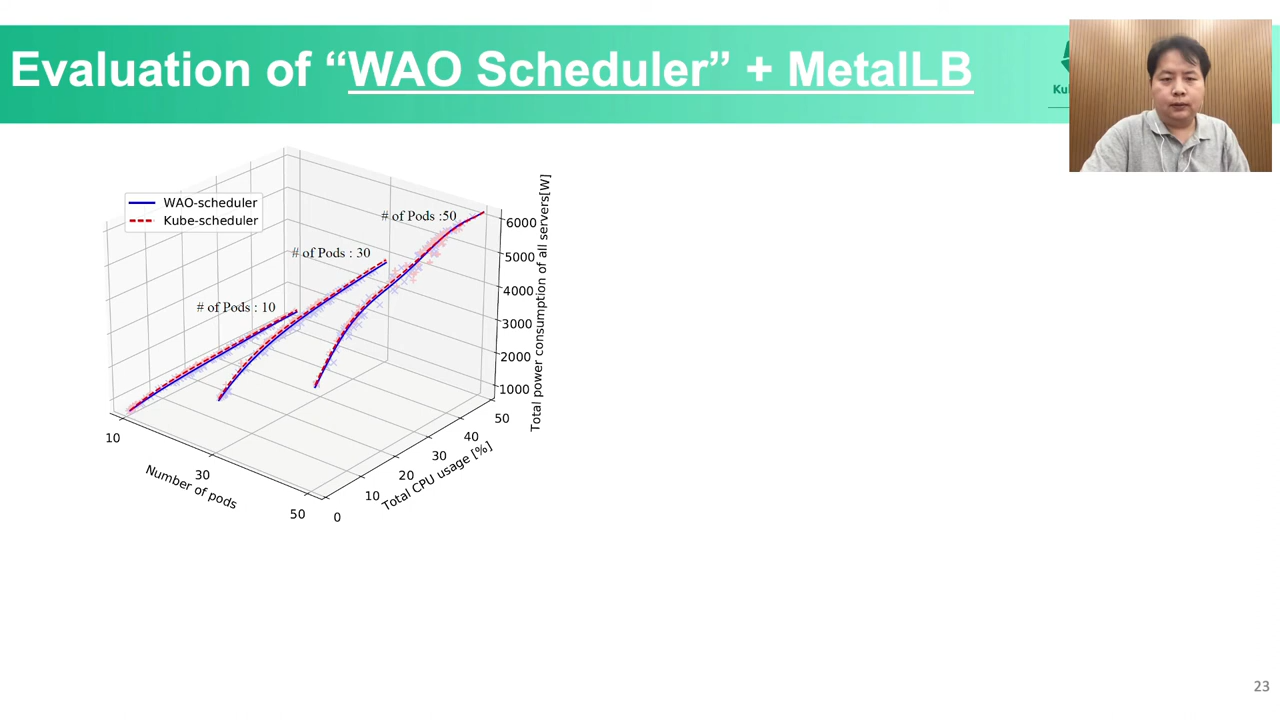 Evaluation of “WAO Scheduler” + MetalLB
Ku
WAO-scheduler
Kube-scheduler
# of Pods :50
# of Pods : 30
# of Pods : 10
6000
5000
4000
3000
2000
1000
Total power consumption of all servers[W]
10
30
50
Number of pods
0
10
20
30
40
50
Total CPU usage [%]
23